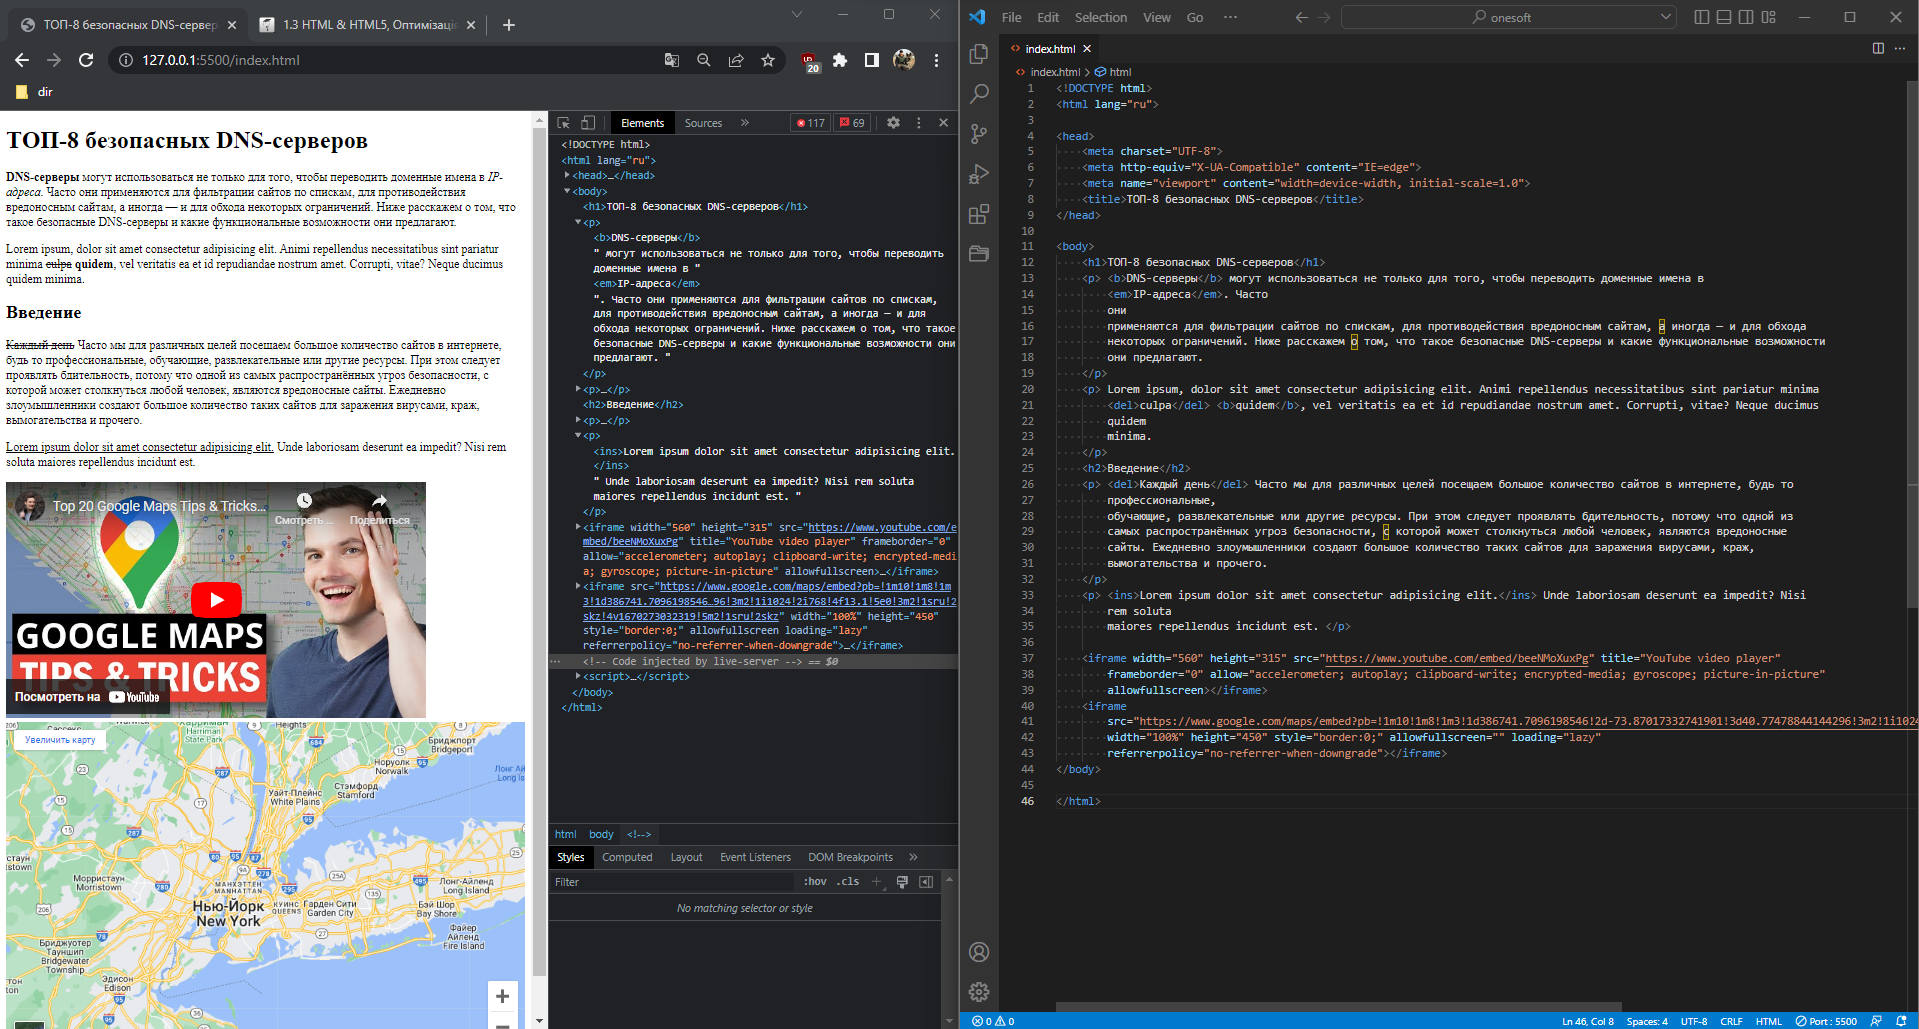 ТОП-8 безопасных DNS-сервер
1.3 HTML & HTML5, Оптимізація
127.0.0.1:5500/index.html
20
dir
ТОП-8 безопасных DNS-серверов
DNS-серверы могут использоваться не только для того, чтобы переводить доменные имена в IP-
адреса. Часто они применяются для фильтрации сайтов по спискам, для противодействия
вредоносным сайтам, а иногда — и для обхода некоторых ограничений. Ниже расскажем о том, что
такое безопасные DNS-серверы и какие функциональные возможности они предлагают.
Lorem ipsum, dolor sit amet consectetur adipisicing elit. Animi repellendus necessitatibus sint pariatur
minima culpa quidem, vel veritatis ea et id repudiandae nostrum amet. Corrupti, vitae? Neque ducimus
quidem minima.
Введение
Каждый день Часто мы для различных целей посещаем большое количество сайтов в интернете,
будь то профессиональные, обучающие, развлекательные или другие ресурсы. При этом следует
проявлять бдительность, потому что одной из самых распространённых угроз безопасности, с
которой может столкнуться любой человек, являются вредоносные сайты. Ежедневно
злоумышленники создают большое количество таких сайтов для заражения вирусами, краж,
вымогательства и прочего.
Lorem ipsum dolor sit amet consectetur adipisicing elit. Unde laboriosam deserunt ea impedit? Nisi rem
soluta maiores repellendus incidunt est.
Top 20 Google Maps Tips & Tricks...
Смотреть ...
Поделиться
GOOGLE MAPS
TIPS & TRICKS
Посмотреть на YouTube
Увеличить карту
Харриман
Harriman
State Park
Heights
Бриджпорт
Bridgeport
Норуолк
Norwalk
Стэмфорд
Stamford
Уайт-Плейнс
White Plains
Лонг Ай
Long Is
Морристаун
Morristown
МАНХЭТТЕН
MANHATTAN
КУИНС
QUEENS
Гарден Сити
Garden City
Лонг-Айленд
Long Island
Бэй Шор
Bay Shore
Нью-Йорк
New York
Файер
Айленд
Fire Island
Бриджуотер
Тауншип
Bridgewater
Township
Эдисон
Edison
Elements
Sources
117
69
<!DOCTYPE html>
<html lang="ru">
<head>…</head>
<body>
<h1>ТОП-8 безопасных DNS-серверов</h1>
<p>
<b>DNS-серверы</b>
" могут использоваться не только для того, чтобы переводить
доменные имена в "
<em>IP-адреса</em>
". Часто они применяются для фильтрации сайтов по спискам,
для противодействия вредоносным сайтам, а иногда — и для
обхода некоторых ограничений. Ниже расскажем о том, что такое
безопасные DNS-серверы и какие функциональные возможности они
предлагают. "
</p>
<p>…</p>
<h2>Введение</h2>
<p>…</p>
<p>
<ins>Lorem ipsum dolor sit amet consectetur adipisicing elit.
</ins>
" Unde laboriosam deserunt ea impedit? Nisi rem soluta
maiores repellendus incidunt est. "
</p>
<iframe width="560" height="315" src="https://www.youtube.com/e
mbed/beeNMoXuxPg" title="YouTube video player" frameborder="0"
allow="accelerometer; autoplay; clipboard-write; encrypted-medi
a; gyroscope; picture-in-picture" allowfullscreen>…</iframe>
<iframe src="https://www.google.com/maps/embed?pb=!1m10!1m8!1m
3!1d386741.7096198546…96!3m2!1i1024!2i768!4f13.1!5e0!3m2!1sru!2
skz!4v1670273032319!5m2!1sru!2skz" width="100%" height="450"
style="border:0;" allowfullscreen loading="lazy"
referrerpolicy="no-referrer-when-downgrade">…</iframe>
<!-- Code injected by live-server --> == $0
<script>…</script>
</body>
</html>
html body <!-->
Styles Computed Layout Event Listeners DOM Breakpoints
Filter
:hov .cls
No matching selector or style
File Edit Selection View Go
onesoft
index.html
index.html > html
1 <!DOCTYPE html>
2 <html lang="ru">
3
4 <head>
5 <meta charset="UTF-8">
6 <meta http-equiv="X-UA-Compatible" content="IE=edge">
7 <meta name="viewport" content="width=device-width, initial-scale=1.0">
8 <title>ТОП-8 безопасных DNS-серверов</title>
9 </head>
10
11 <body>
12 <h1>ТОП-8 безопасных DNS-серверов</h1>
13 <p> <b>DNS-серверы</b> могут использоваться не только для того, чтобы переводить доменные имена в
14 <em>IP-адреса</em>. Часто
15 они
16 применяются для фильтрации сайтов по спискам, для противодействия вредоносным сайтам, а иногда — и для обхода
17 некоторых ограничений. Ниже расскажем о том, что такое безопасные DNS-серверы и какие функциональные возможности
18 они предлагают.
19 </p>
20 <p> Lorem ipsum, dolor sit amet consectetur adipisicing elit. Animi repellendus necessitatibus sint pariatur minima
21 <del>culpa</del> <b>quidem</b>, vel veritatis ea et id repudiandae nostrum amet. Corrupti, vitae? Neque ducimus
22 quidem
23 minima.
24 </p>
25 <h2>Введение</h2>
26 <p> <del>Каждый день</del> Часто мы для различных целей посещаем большое количество сайтов в интернете, будь то
27 профессиональные,
28 обучающие, развлекательные или другие ресурсы. При этом следует проявлять бдительность, потому что одной из
29 самых распространённых угроз безопасности, с которой может столкнуться любой человек, являются вредоносные
30 сайты. Ежедневно злоумышленники создают большое количество таких сайтов для заражения вирусами, краж,
31 вымогательства и прочего.
32 </p>
33 <p> <ins>Lorem ipsum dolor sit amet consectetur adipisicing elit.</ins> Unde laboriosam deserunt ea impedit? Nisi
34 rem soluta
35 maiores repellendus incidunt est. </p>
36
37 <iframe width="560" height="315" src="https://www.youtube.com/embed/beeNMoXuxPg" title="YouTube video player"
38 frameborder="0" allow="accelerometer; autoplay; clipboard-write; encrypted-media; gyroscope; picture-in-picture"
39 allowfullscreen></iframe>
40 <iframe
41 src="https://www.google.com/maps/embed?pb=!1m10!1m8!1m3!1d386741.7096198546!2d-73.87017332741901!3d40.77478844144296!3m2!1i1024
42 width="100%" height="450" style="border:0;" allowfullscreen="" loading="lazy"
43 referrerpolicy="no-referrer-when-downgrade"></iframe>
44 </body>
45
46 </html>
0 0
Ln 46, Col 8 Spaces: 4 UTF-8 CRLF HTML Port : 5500